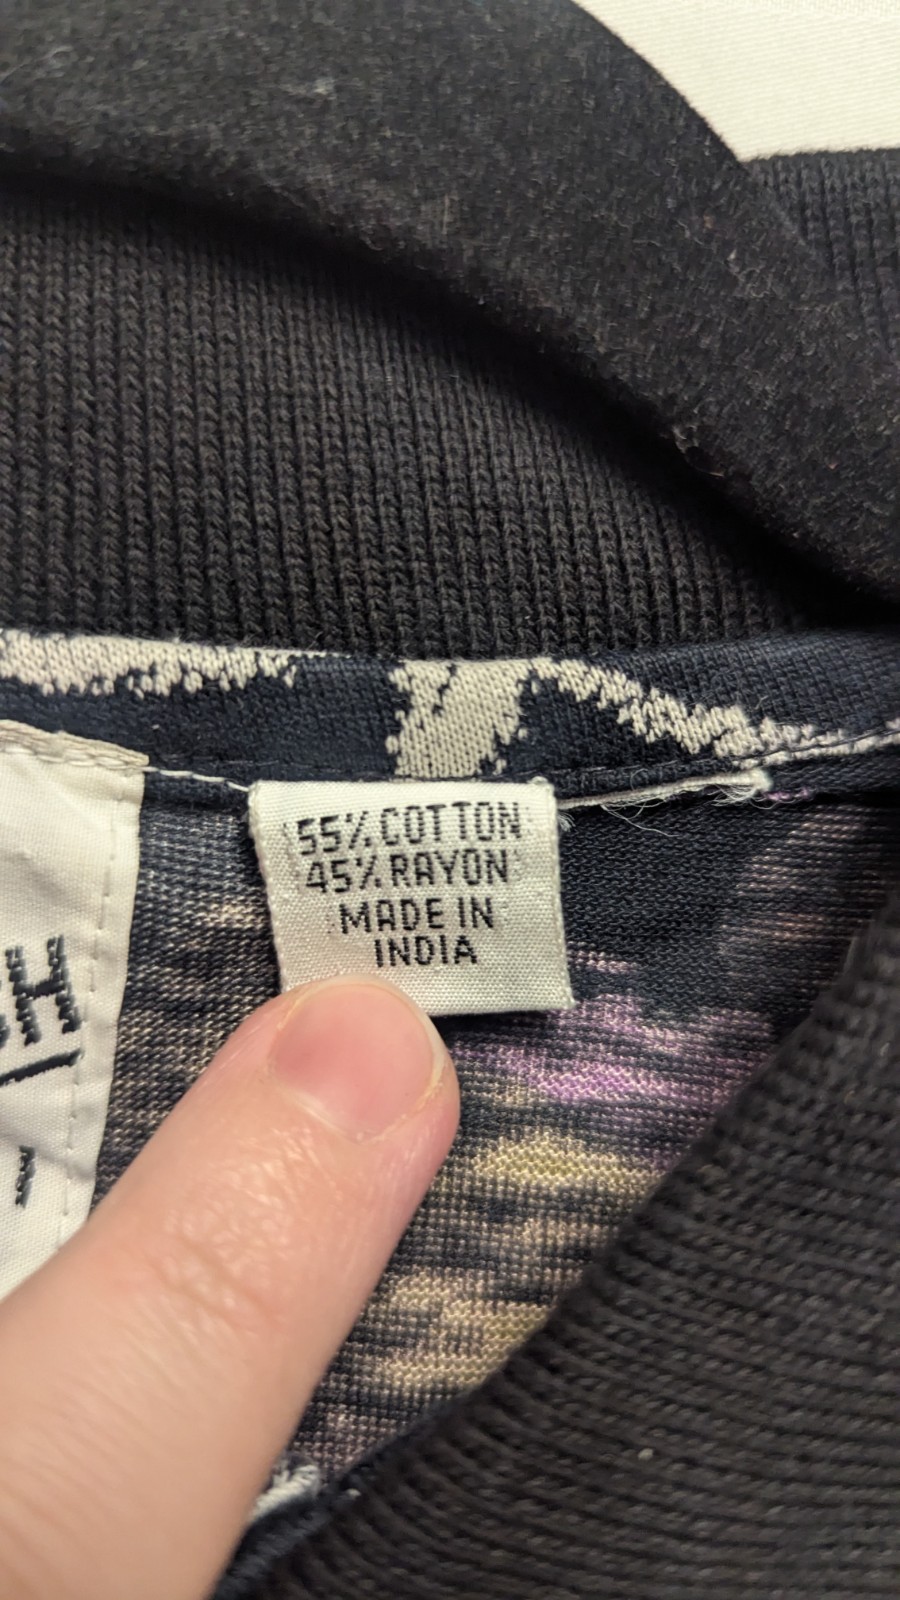 55% COTTON
45% RAYON
MADE IN
INDIA
H